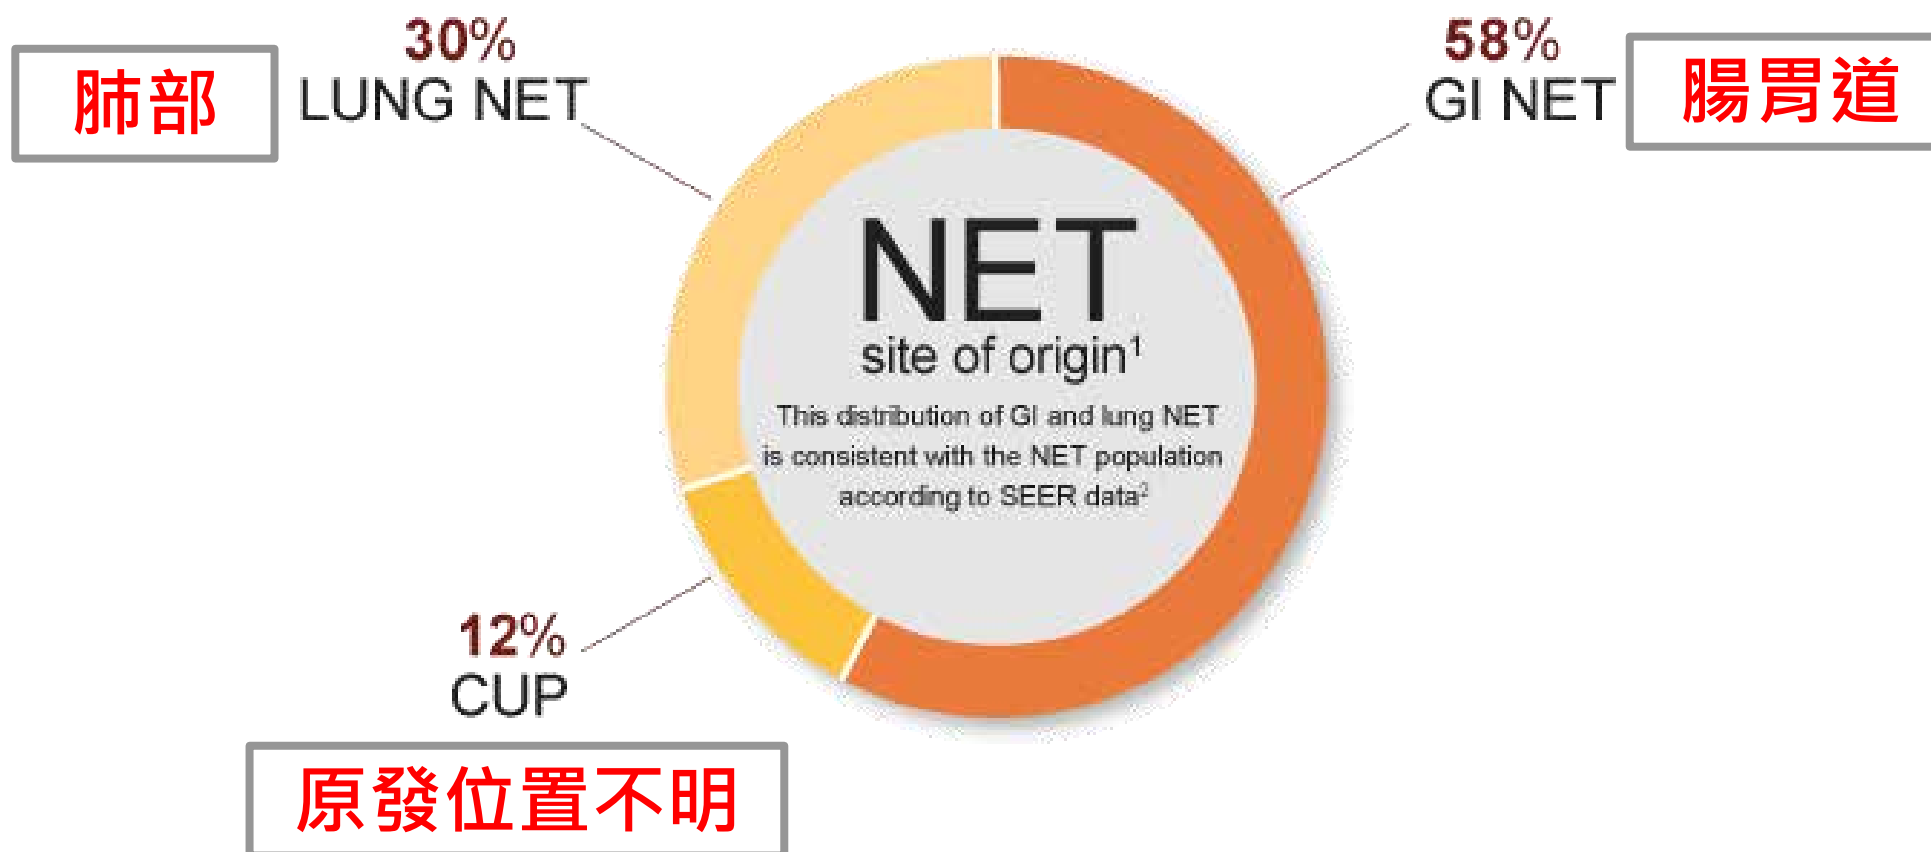 30%
LUNG NET
肺部
58%
GI NET
腸胃道
NET
site of origin¹
This distribution of GI and lung NET
is consistent with the NET population
according to SEER data²
12%
CUP
原發位置不明